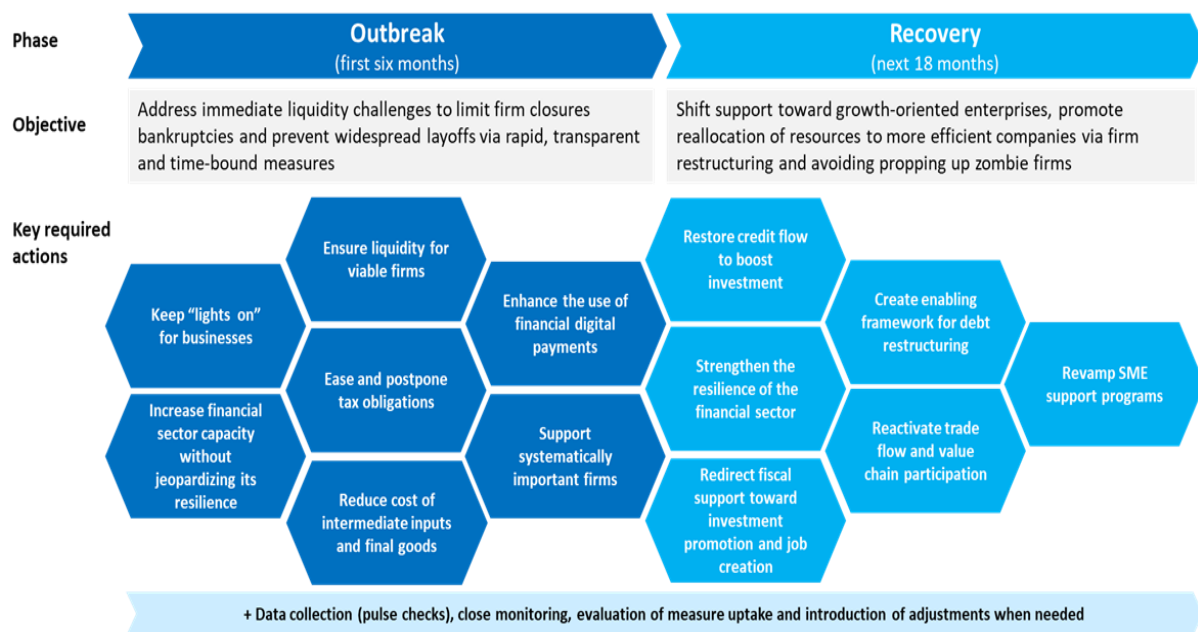 Phase
Outbreak
(first six months)
Recovery
(next 18 months)
Objective
Address immediate liquidity challenges to limit firm closures
bankruptcies and prevent widespread layoffs via rapid, transparent
and time-bound measures
Shift support toward growth-oriented enterprises, promote
reallocation of resources to more efficient companies via firm
restructuring and avoiding propping up zombie firms
Key required
actions
Keep “lights on”
for businesses
Increase financial
sector capacity
without
jeopardizing its
resilience
Ensure liquidity for
viable firms
Ease and postpone
tax obligations
Reduce cost of
intermediate inputs
and final goods
Enhance the use of
financial digital
payments
Support
systematically
important firms
Restore credit flow
to boost
investment
Strengthen the
resilience of the
financial sector
Redirect fiscal
support toward
investment
promotion and job
creation
Create enabling
framework for debt
restructuring
Reactivate trade
flow and value
chain participation
Revamp SME
support programs
+ Data collection (pulse checks), close monitoring, evaluation of measure uptake and introduction of adjustments when needed